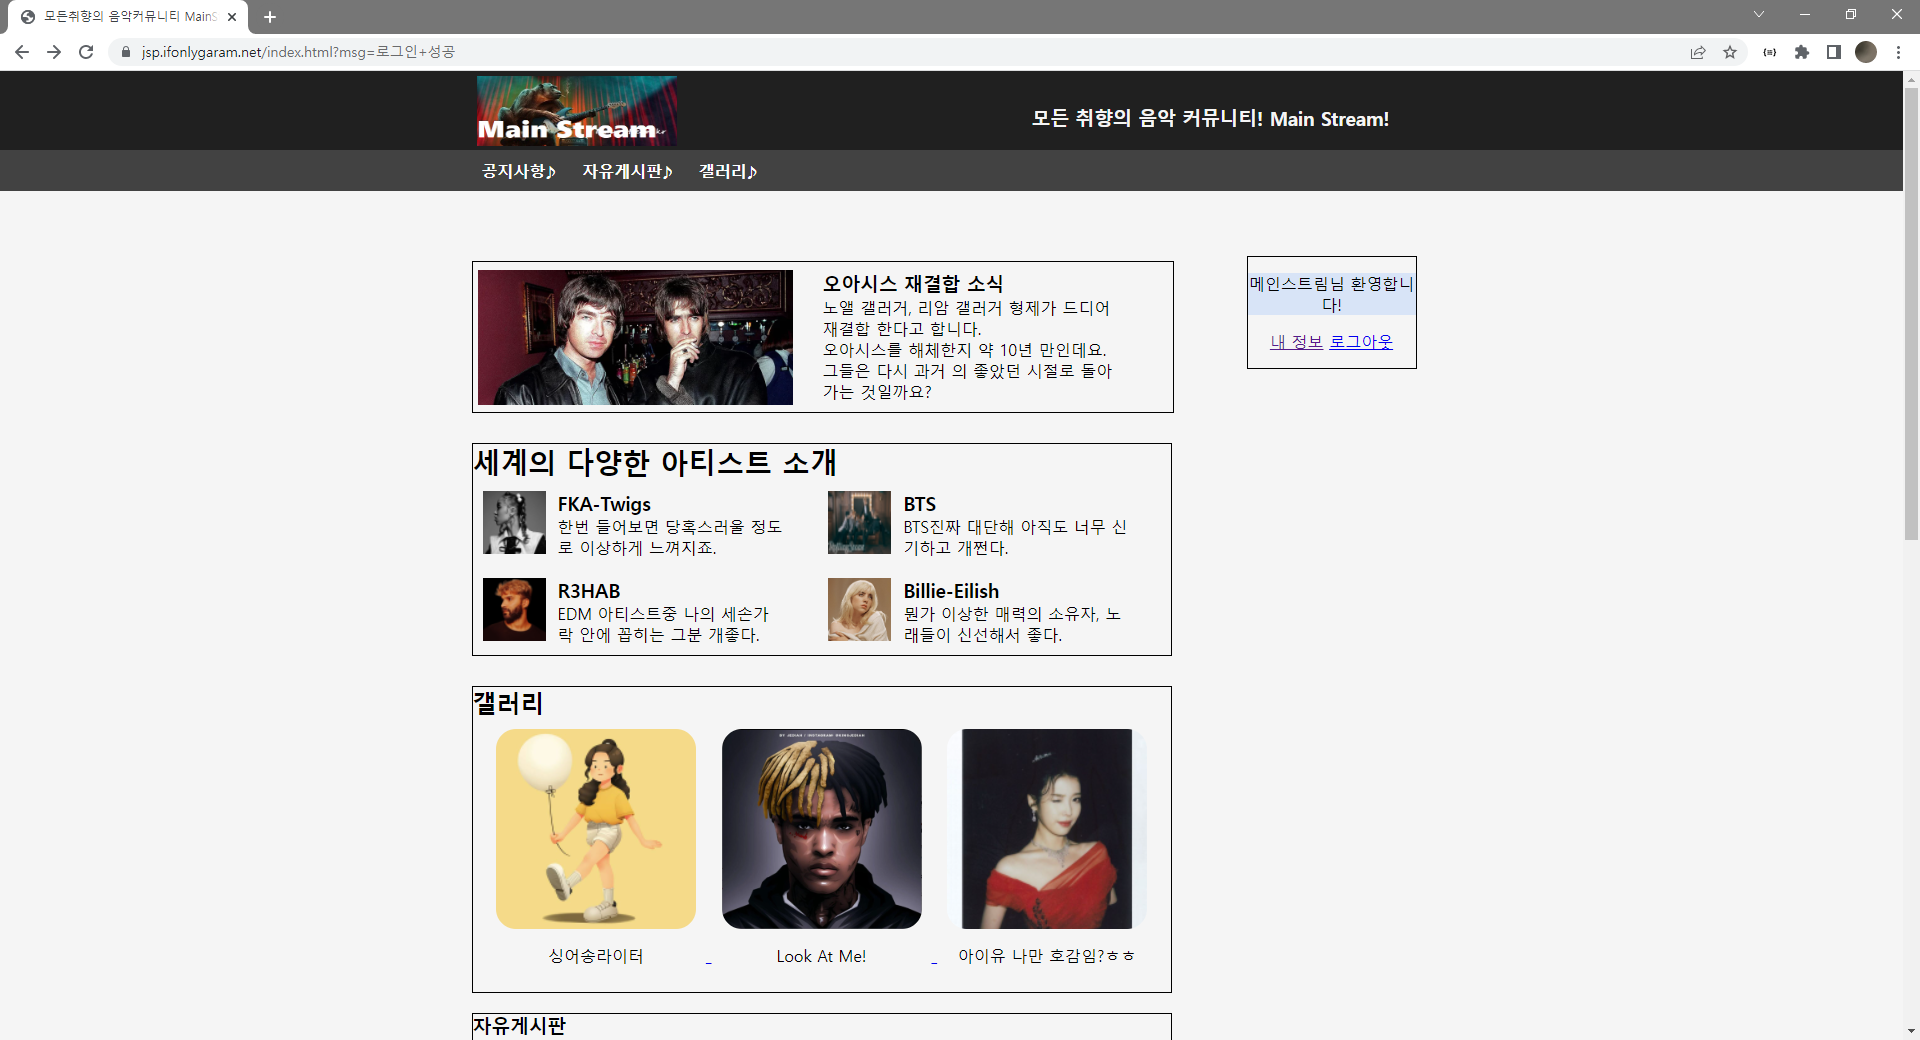 모든취향의 음악커뮤니티 MainS
jsp.ifonlygaram.net/index.html?msg=로그인+성공
Main Stream
모든 취향의 음악 커뮤니티! Main Stream!
공지사항♪ 자유게시판♪ 갤러리♪
오아시스 재결합 소식
노앨 갤러거, 리암 갤러거 형제가 드디어
재결합 한다고 합니다.
오아시스를 해체한지 약 10년 만인데요.
그들은 다시 과거 의 좋았던 시절로 돌아
가는 것일까요?
메인스트림님 환영합니
다!
내 정보 로그아웃
세계의 다양한 아티스트 소개
FKA-Twigs
한번 들어보면 당혹스러울 정도
로 이상하게 느껴지죠.
BTS
BTS진짜 대단해 아직도 너무 신
기하고 개쩐다.
R3HAB
EDM 아티스트중 나의 세손가
락 안에 꼽히는 그분 개좋다.
Billie-Eilish
뭔가 이상한 매력의 소유자, 노
래들이 신선해서 좋다.
갤러리
싱어송라이터
Look At Me!
아이유 나만 호감임?ㅎㅎ
자유게시판